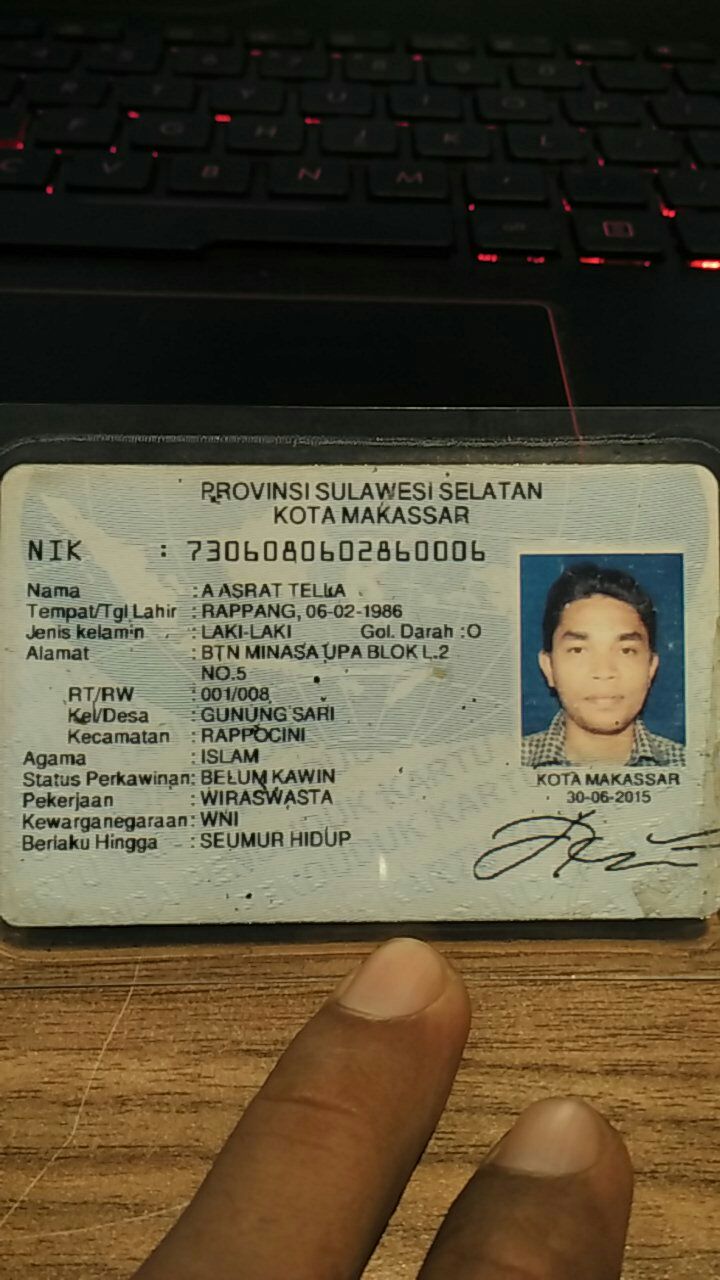 PROVINSI SULAWESI SELATAN
KOTA MAKASSAR
NIK : 7306080602860006
Nama : A ASRAT TELLA
Tempat/Tgl Lahir : RAPPANG, 06-02-1986
Jenis kelamin : LAKI-LAKI Gol. Darah :O
Alamat : BTN MINASA UPA BLOK L.2
NO.5
RT/RW : 001/008
Kel/Desa : GUNUNG SARI
Kecamatan : RAPPOCINI
Agama : ISLAM
Status Perkawinan: BELUM KAWIN
Pekerjaan : WIRASWASTA
Kewarganegaraan: WNI
Berlaku Hingga : SEUMUR HIDUP
KOTA MAKASSAR
30-06-2015